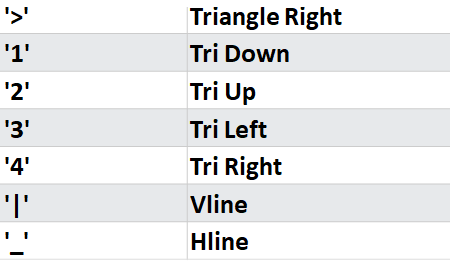 '>' Triangle Right
'1' Tri Down
'2' Tri Up
'3' Tri Left
'4' Tri Right
'|' Vline
'_' Hline